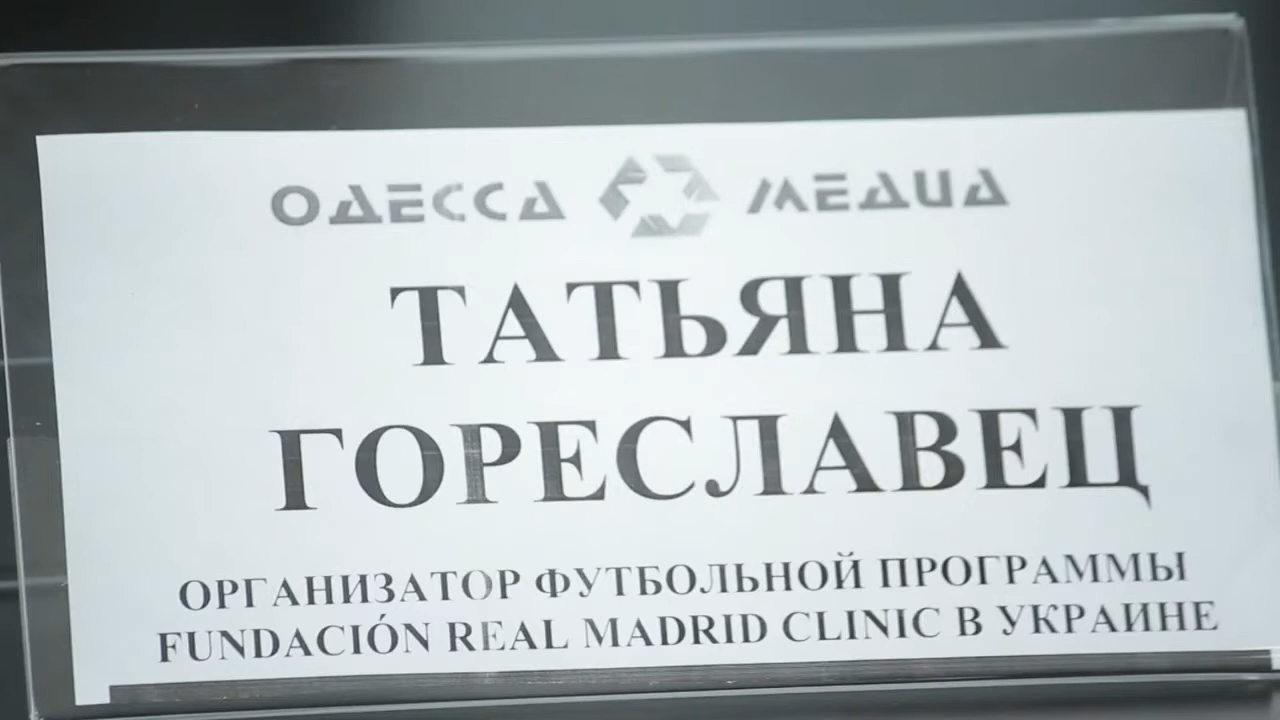 ОДЕССА МЕДИА
ТАТЬЯНА
ГОРЕСЛАВЕЦ
ОРГАНИЗАТОР ФУТБОЛЬНОЙ ПРОГРАММЫ
FUNDACIÓN REAL MADRID CLINIC В УКРАИНЕ